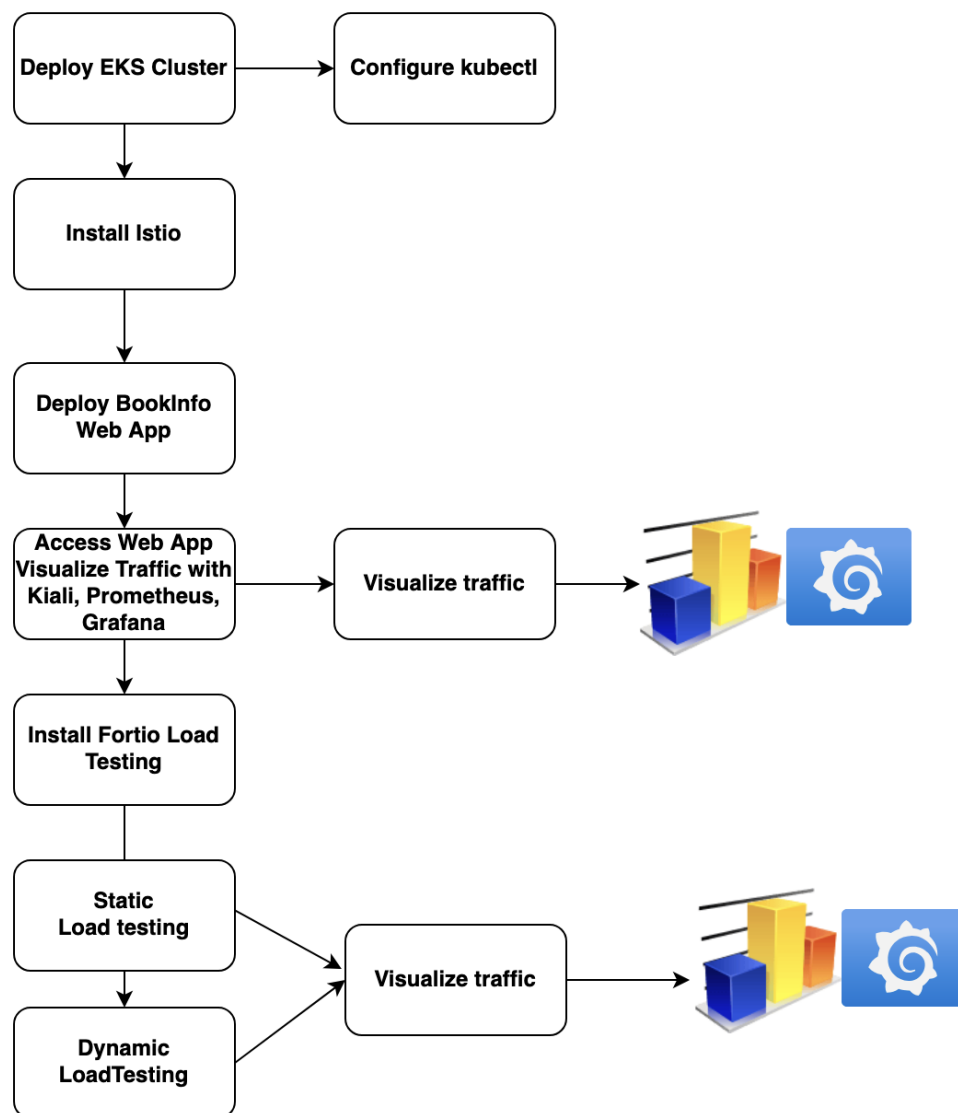 Deploy EKS Cluster
Configure kubectl
Install Istio
Deploy BookInfo
Web App
Access Web App
Visualize Traffic with
Kiali, Prometheus,
Grafana
Visualize traffic
Install Fortio Load
Testing
Static
Load testing
Visualize traffic
Dynamic
LoadTesting